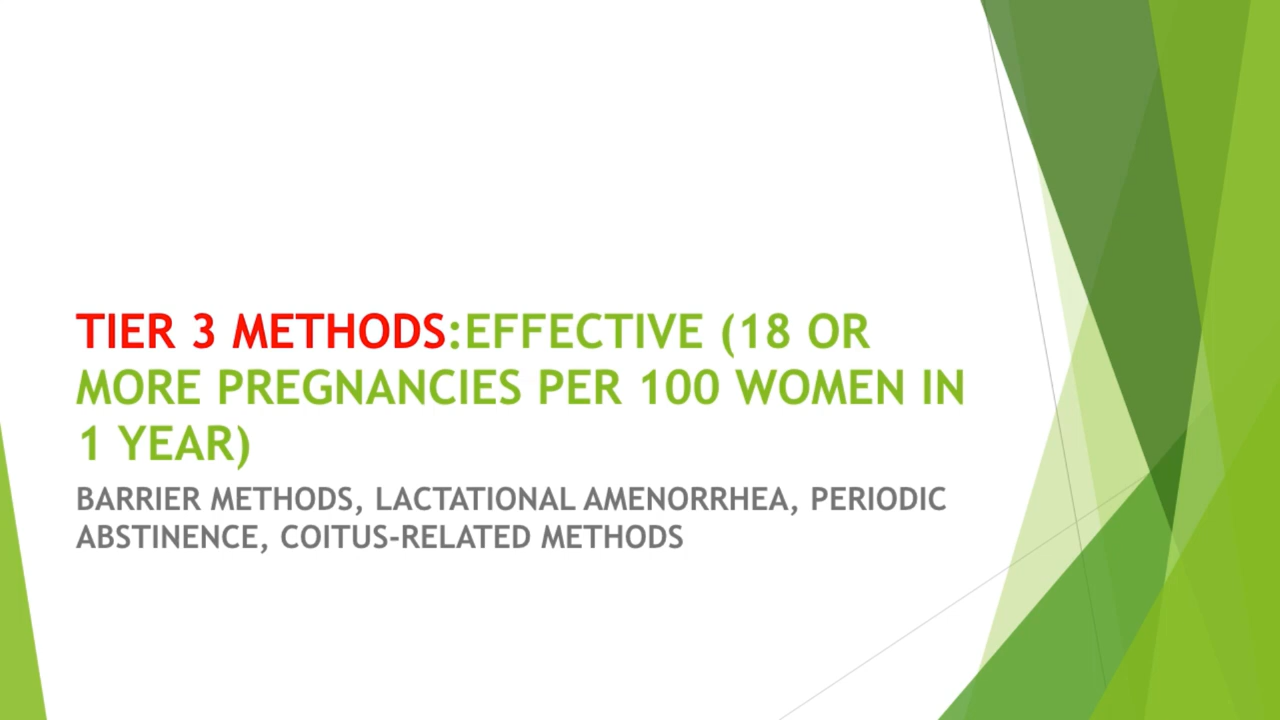 TIER 3 METHODS:EFFECTIVE (18 OR
MORE PREGNANCIES PER 100 WOMEN IN
1 YEAR)
BARRIER METHODS, LACTATIONAL AMENORRHEA, PERIODIC
ABSTINENCE, COITUS-RELATED METHODS